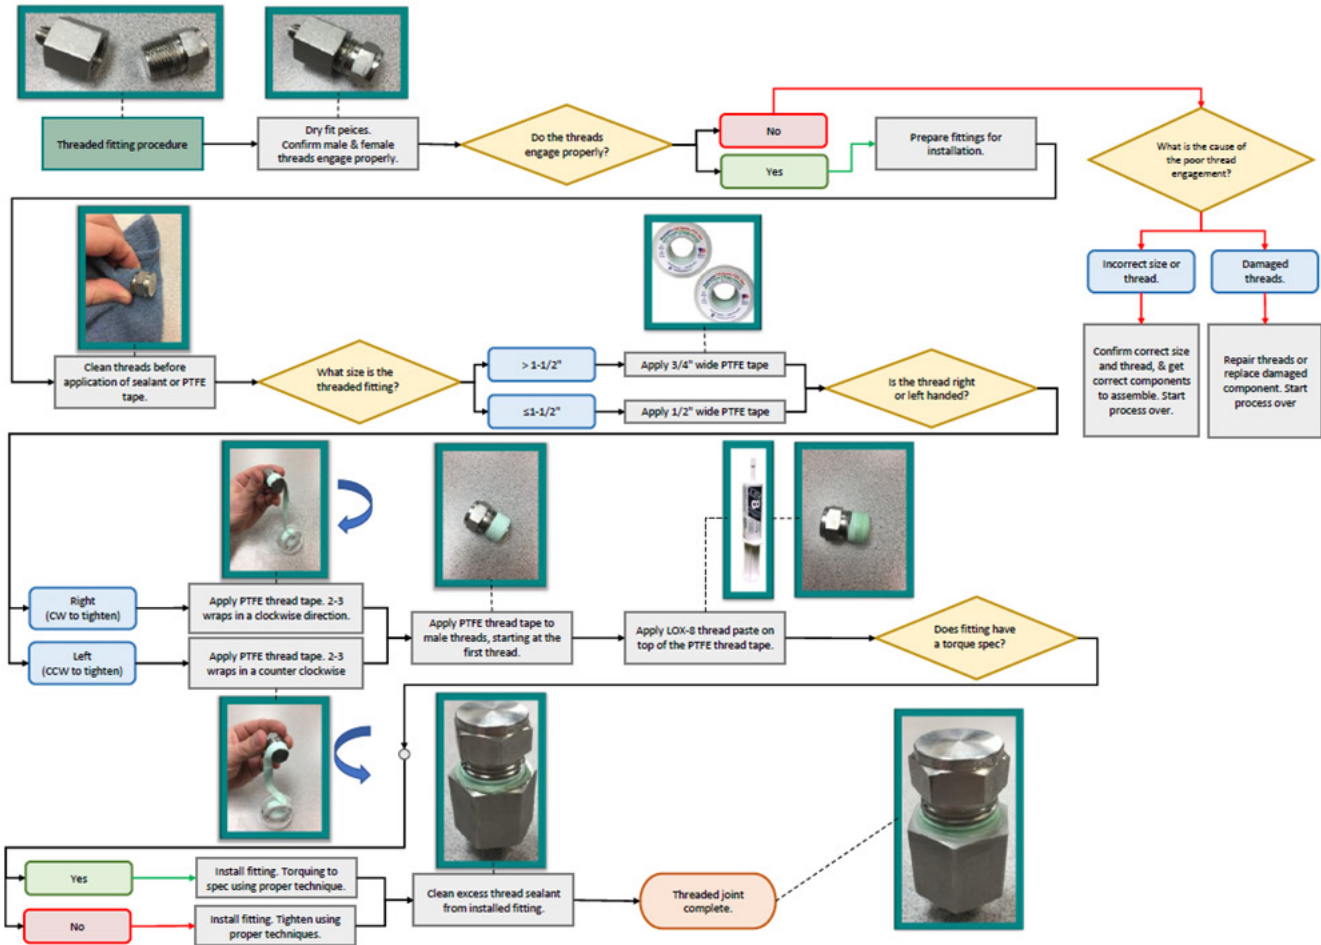 Threaded fitting procedure
Dry fit peices.
Confirm male & female
threads engage properly.
Do the threads
engage properly?
No
Yes
Prepare fittings for
installation.
What is the cause of
the poor thread
engagement?
Incorrect size or
thread.
Damaged
threads.
Confirm correct size
and thread, & get
correct components
to assemble. Start
process over.
Repair threads or
replace damaged
component. Start
process over
Clean threads before
application of sealant or PTFE
tape.
What size is the
threaded fitting?
> 1-1/2"
≤1-1/2"
Apply 3/4" wide PTFE tape
Apply 1/2" wide PTFE tape
Is the thread right
or left handed?
Right
(CW to tighten)
Left
(CCW to tighten)
Apply PTFE thread tape. 2-3
wraps in a clockwise direction.
Apply PTFE thread tape. 2-3
wraps in a counter clockwise
Apply PTFE thread tape to
male threads, starting at the
first thread.
Apply LOX-8 thread paste on
top of the PTFE thread tape.
8
Does fitting have
a torque spec?
Yes
No
Install fitting. Torquing to
spec using proper technique.
Install fitting. Tighten using
proper techniques.
Clean excess thread sealant
from installed fitting.
Threaded joint
complete.